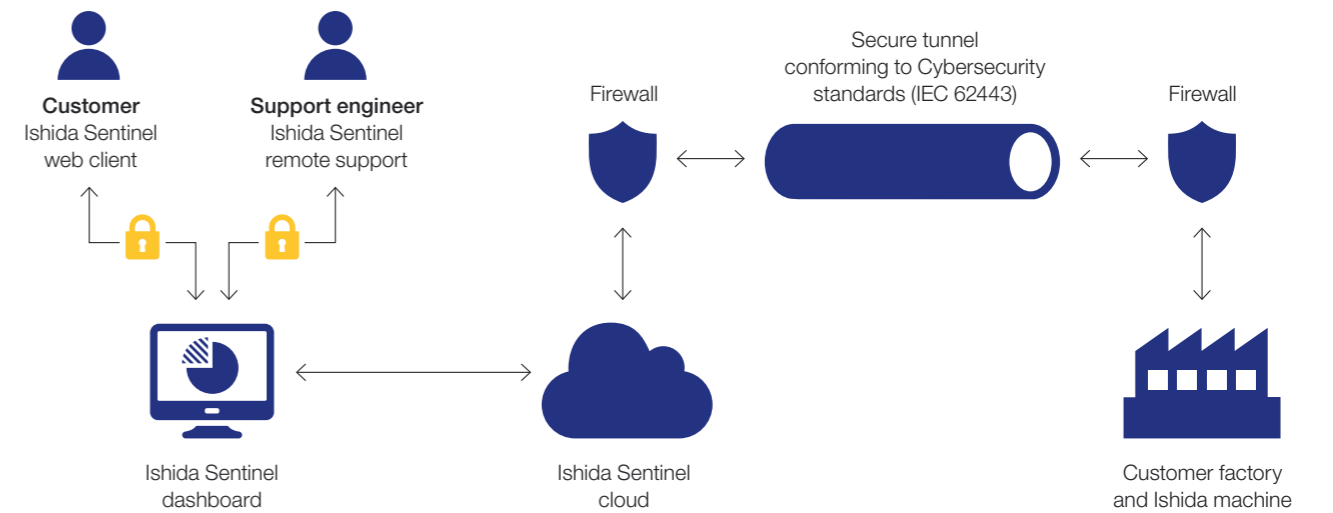 Customer
Ishida Sentinel
web client
Support engineer
Ishida Sentinel
remote support
Firewall
Secure tunnel
conforming to Cybersecurity
standards (IEC 62443)
Firewall
Ishida Sentinel
dashboard
Ishida Sentinel
cloud
Customer factory
and Ishida machine